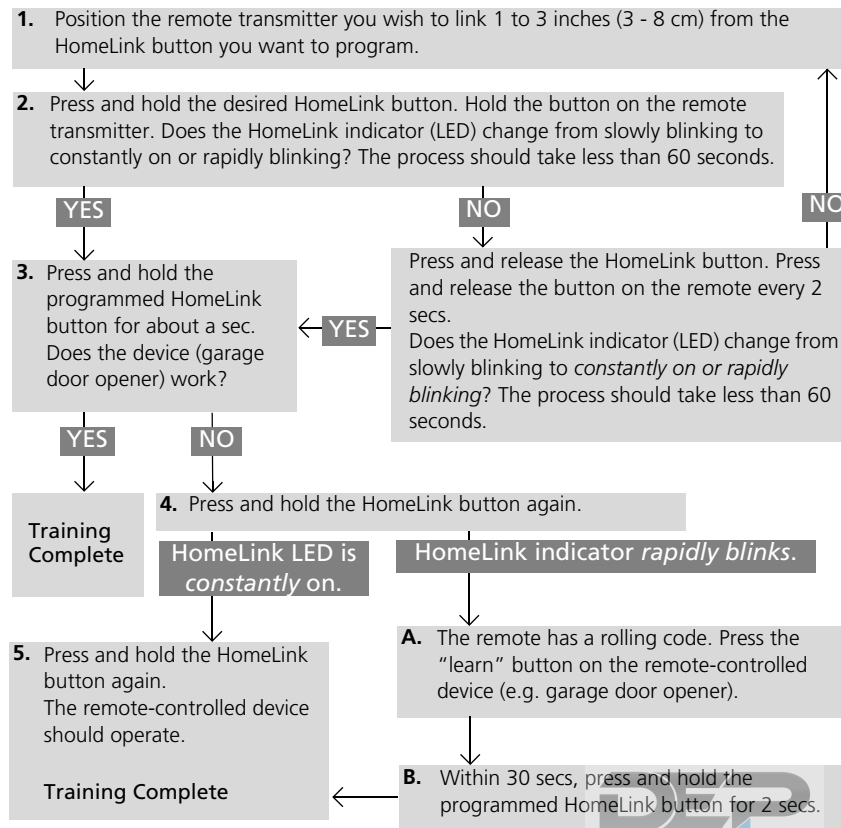 1. Position the remote transmitter you wish to link 1 to 3 inches (3 - 8 cm) from the
HomeLink button you want to program.
2. Press and hold the desired HomeLink button. Hold the button on the remote
transmitter. Does the HomeLink indicator (LED) change from slowly blinking to
constantly on or rapidly blinking? The process should take less than 60 seconds.
YES
NO
NO
3. Press and hold the
programmed HomeLink
button for about a sec.
Does the device (garage
door opener) work?
YES
Press and release the HomeLink button. Press
and release the button on the remote every 2
secs.
Does the HomeLink indicator (LED) change from
slowly blinking to constantly on or rapidly
blinking? The process should take less than 60
seconds.
YES
NO
Training
Complete
4. Press and hold the HomeLink button again.
HomeLink LED is
constantly on.
HomeLink indicator rapidly blinks.
5. Press and hold the HomeLink
button again.
The remote-controlled device
should operate.
Training Complete
A. The remote has a rolling code. Press the
“learn” button on the remote-controlled
device (e.g. garage door opener).
B. Within 30 secs, press and hold the
programmed HomeLink button for 2 secs.